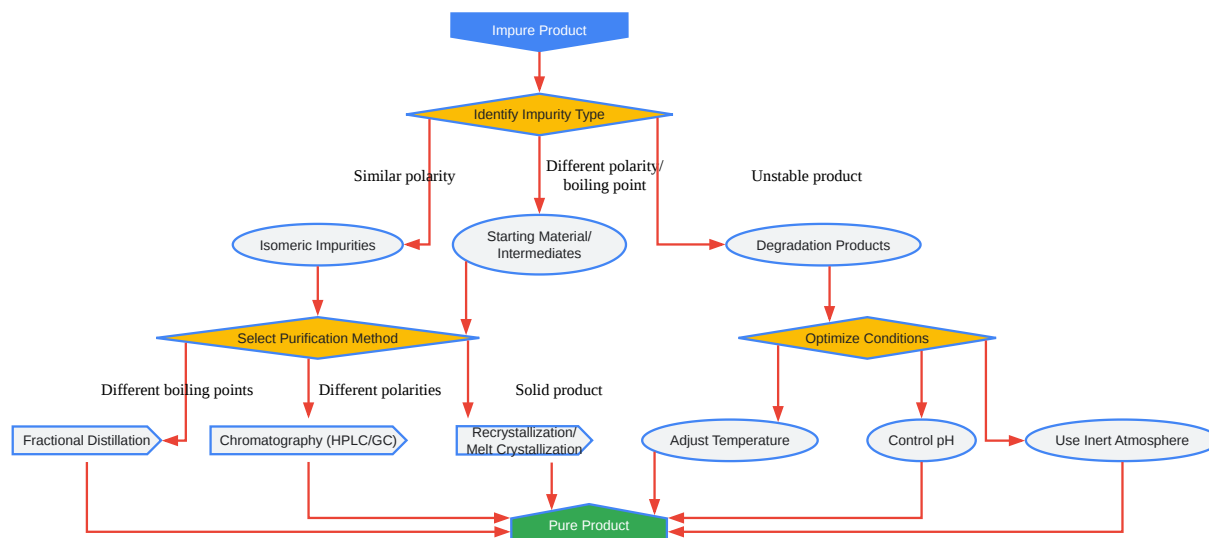 Impure Product
Identify Impurity Type
Similar polarity
Different polarity/
boiling point
Unstable product
Isomeric Impurities
Starting Material/
Intermediates
Degradation Products
Select Purification Method
Optimize Conditions
Different boiling points
Different polarities
Solid product
Fractional Distillation
Chromatography (HPLC/GC)
Recrystallization/
Melt Crystallization
Adjust Temperature
Control pH
Use Inert Atmosphere
Pure Product